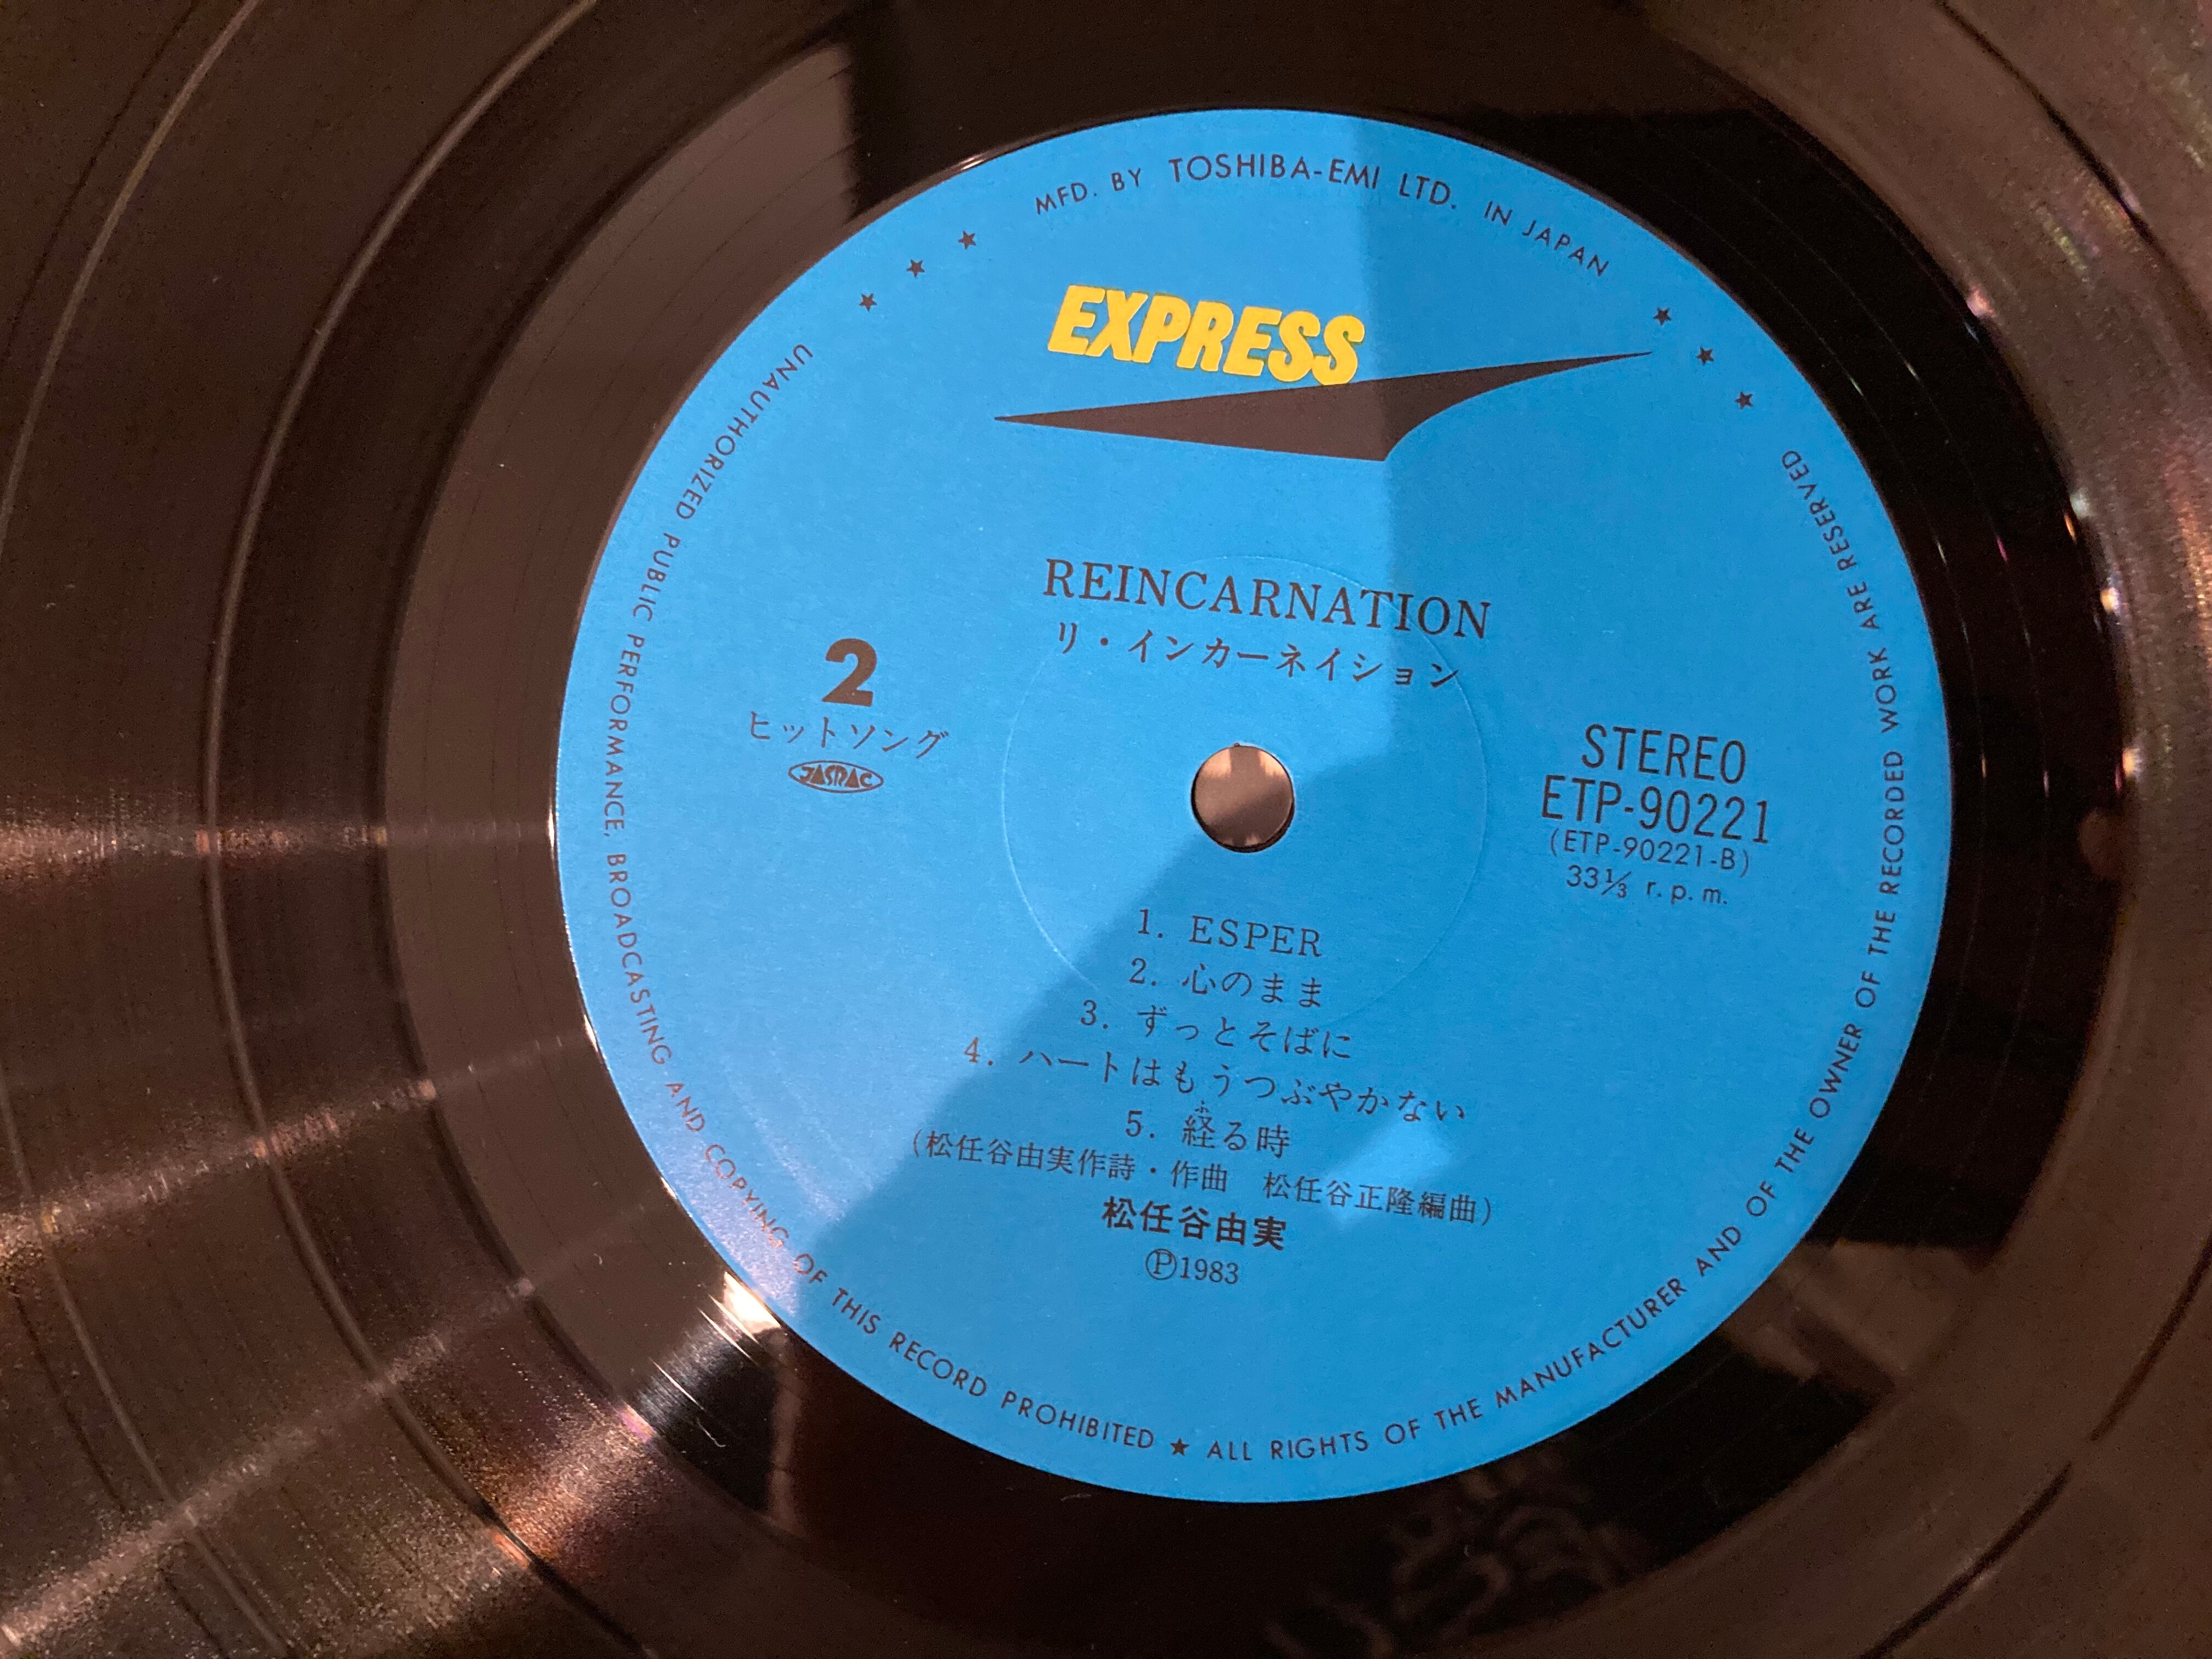 MFD. BY TOSHIBA-EMI LTD. IN JAPAN
EXPRESS
REINCARNATION
リ・インカーネイション
2
ヒットソング
JASRAC
STEREO
ETP-90221
(ETP-90221-B)
33⅓ r.p.m.
1. ESPER
2. 心のまま
3. ずっとそばに
4. ハートはもうつぶやかない
ふ
5. 経る時
(松任谷由実作詩・作曲 松任谷正隆編曲)
松任谷由実
Ⓟ1983
UNAUTHORIZED PUBLIC PERFORMANCE, BROADCASTING AND COPYING OF THIS RECORD PROHIBITED ★ ALL RIGHTS OF THE MANUFACTURER AND OF THE OWNER OF THE RECORDED WORK ARE RESERVED